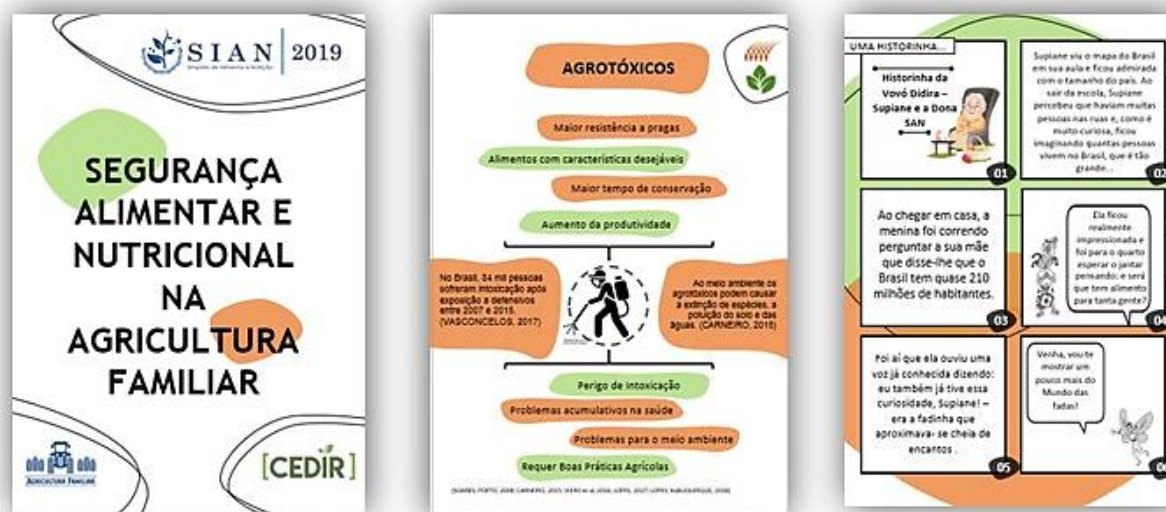 SIAN 2019
Simpósio de Alimentos e Nutrição
SEGURANÇA
ALIMENTAR E
NUTRICIONAL
NA
AGRICULTURA
FAMILIAR
AGRICULTURA FAMILIAR
[CEDIR]
AGROTÓXICOS
Maior resistência a pragas
Alimentos com características desejáveis
Maior tempo de conservação
Aumento da produtividade
No Brasil, 84 mil pessoas
sofreram intoxicação após
exposição a defensivos
entre 2007 e 2015.
(VASCONCELOS, 2017)
Ao meio ambiente os
agrotóxicos podem causar
a extinção de espécies, a
poluição do solo e das
águas. (CARNEIRO, 2015)
Perigo de Intoxicação
Problemas acumulativos na saúde
Problemas para o meio ambiente
Requer Boas Práticas Agrícolas
UMA HISTORINHA...
Historinha da
Vovó Didira –
Supiane e a Dona
SAN
01
Supiane viu o mapa do Brasil
em sua aula e ficou admirada
com o tamanho do país. Ao
sair da escola, Supiane
percebeu que haviam muitas
pessoas nas ruas e, como é
muito curiosa, ficou
imaginando quantas pessoas
vivem no Brasil, que é tão
grande...
02
Ao chegar em casa, a
menina foi correndo
perguntar a sua mãe
que disse-lhe que o
Brasil tem quase 210
milhões de habitantes.
03
Ela ficou
realmente
impressionada e
foi para o quarto
esperar o jantar
pensando: e será
que tem alimento
para tanta gente?
04
Foi aí que ela ouviu uma
voz já conhecida dizendo:
eu também já tive essa
curiosidade, Supiane! –
era a fadinha que
aproximava- se cheia de
encantos .
05
Venha, vou te
mostrar um
pouco mais do
Mundo das
fadas!